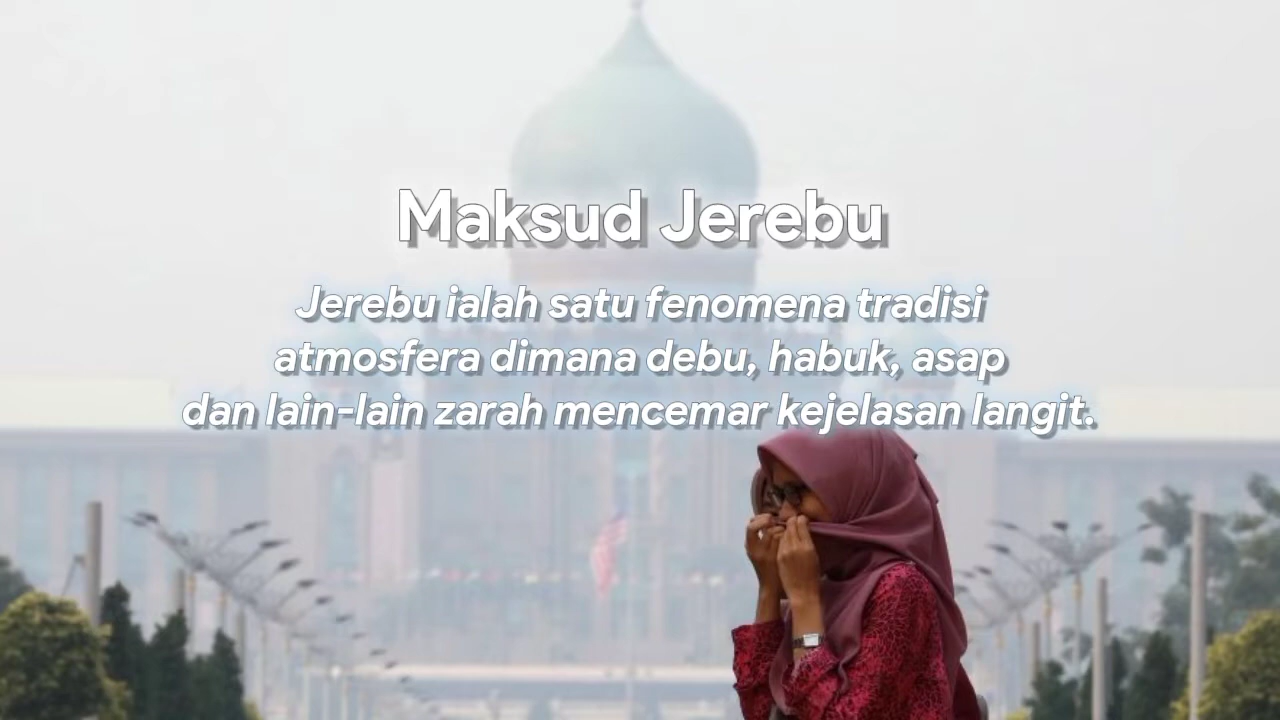 Maksud Jerebu
Jerebu ialah satu fenomena tradisi
atmosfera dimana debu, habuk, asap
dan lain-lain zarah mencemar kejelasan langit.